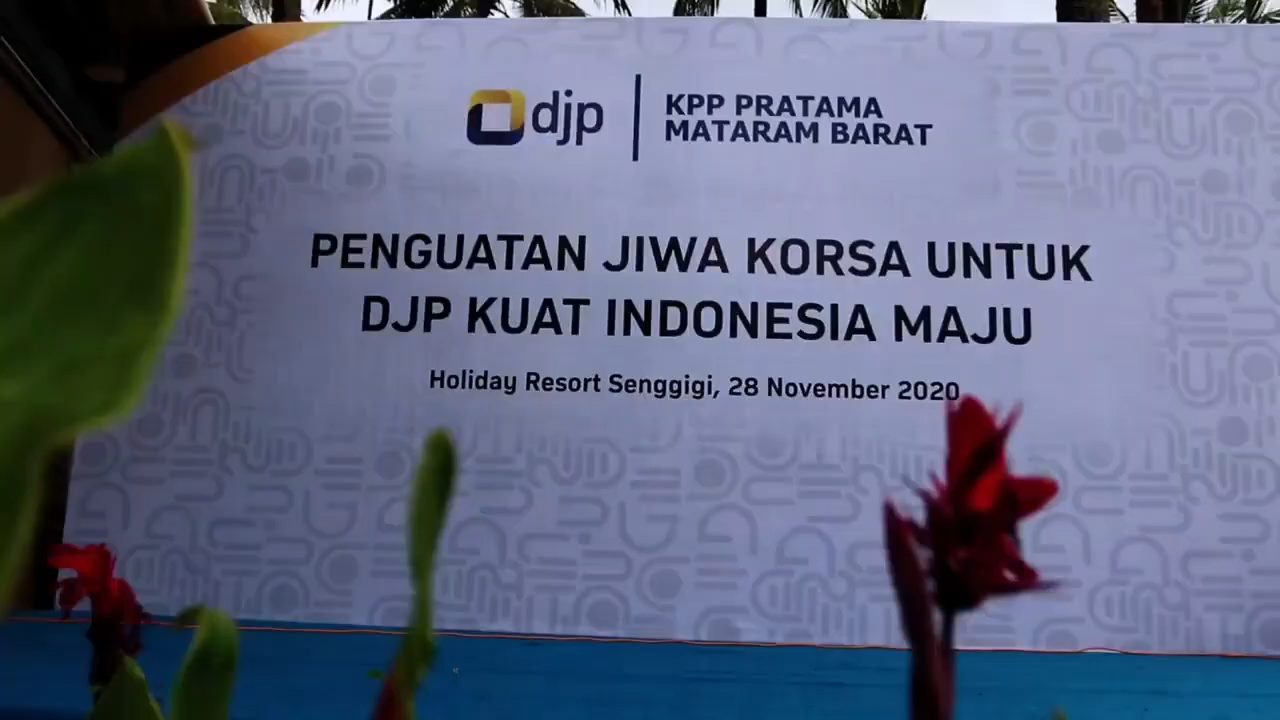 djp
KPP PRATAMA
MATARAM BARAT
PENGUATAN JIWA KORSA UNTUK
DJP KUAT INDONESIA MAJU
Holiday Resort Senggigi, 28 November 2020